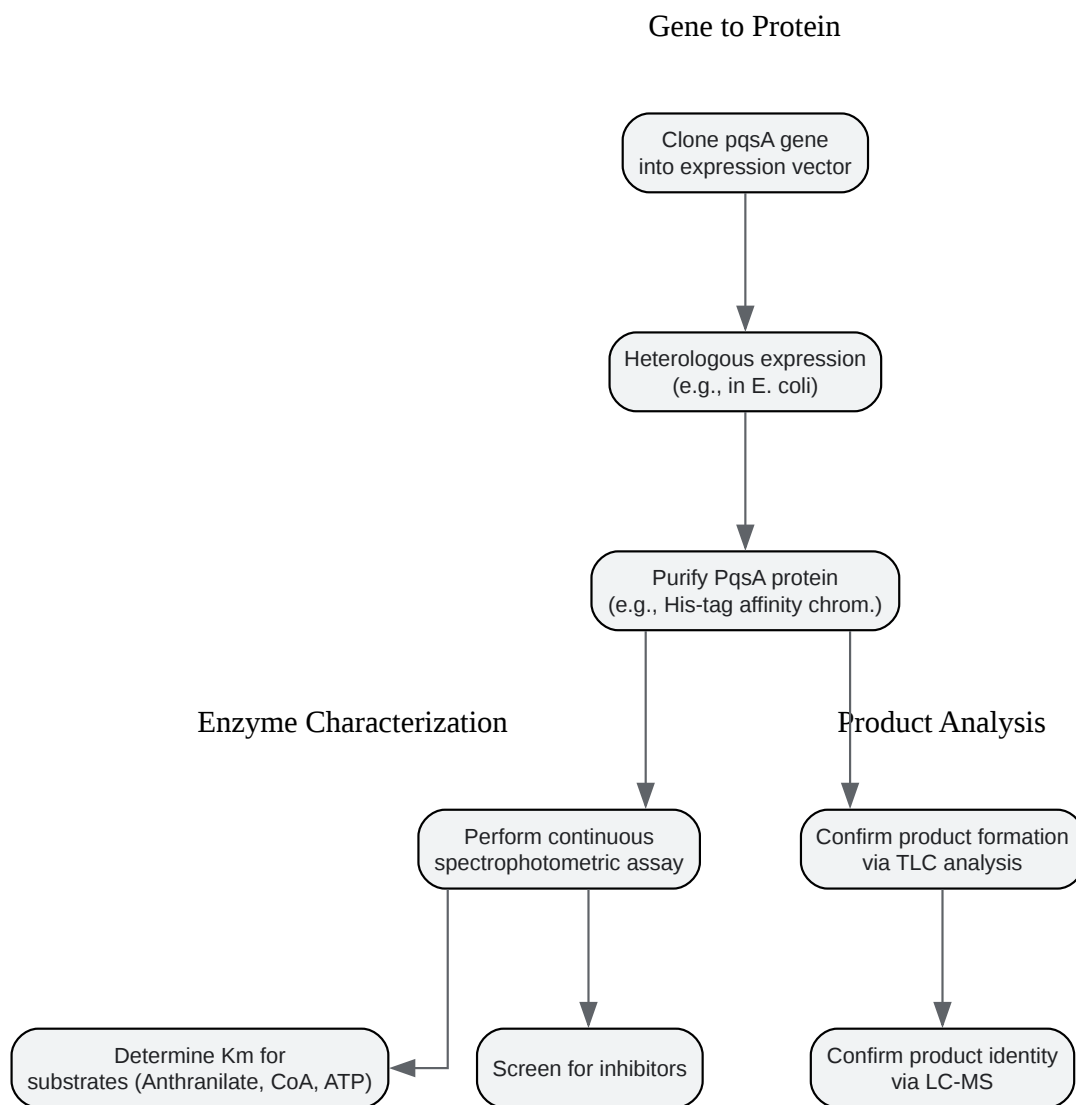 Gene to Protein
Clone pqsA gene
into expression vector
Heterologous expression
(e.g., in E. coli)
Purify PqsA protein
(e.g., His-tag affinity chrom.)
Enzyme Characterization
Product Analysis
Perform continuous
spectrophotometric assay
Confirm product formation
via TLC analysis
Determine Km for
substrates (Anthranilate, CoA, ATP)
Screen for inhibitors
Confirm product identity
via LC-MS